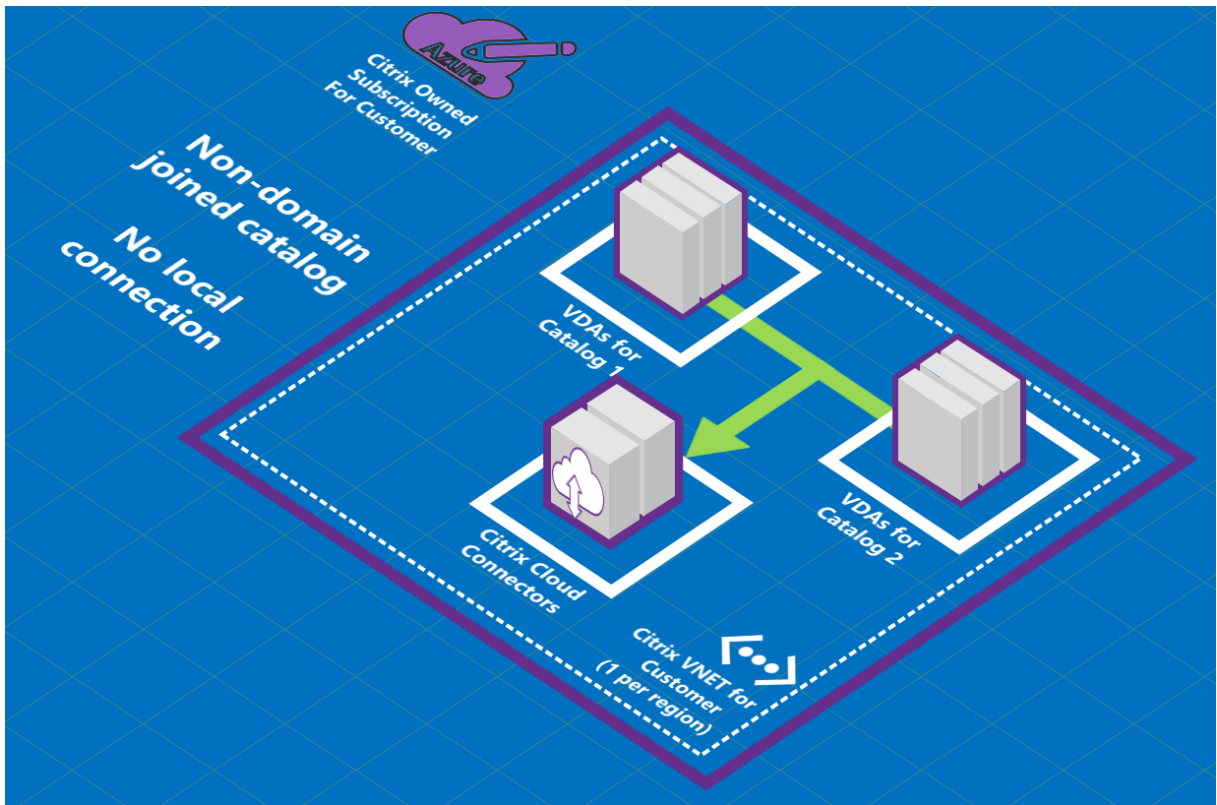 Azure
Citrix Owned
Subscription
For Customer
Non-domain
joined catalog
No local
connection
VDAs for
Catalog 1
VDAs for
Catalog 2
Citrix Cloud
Connectors
Citrix VNET for
Customer
(1 per region)